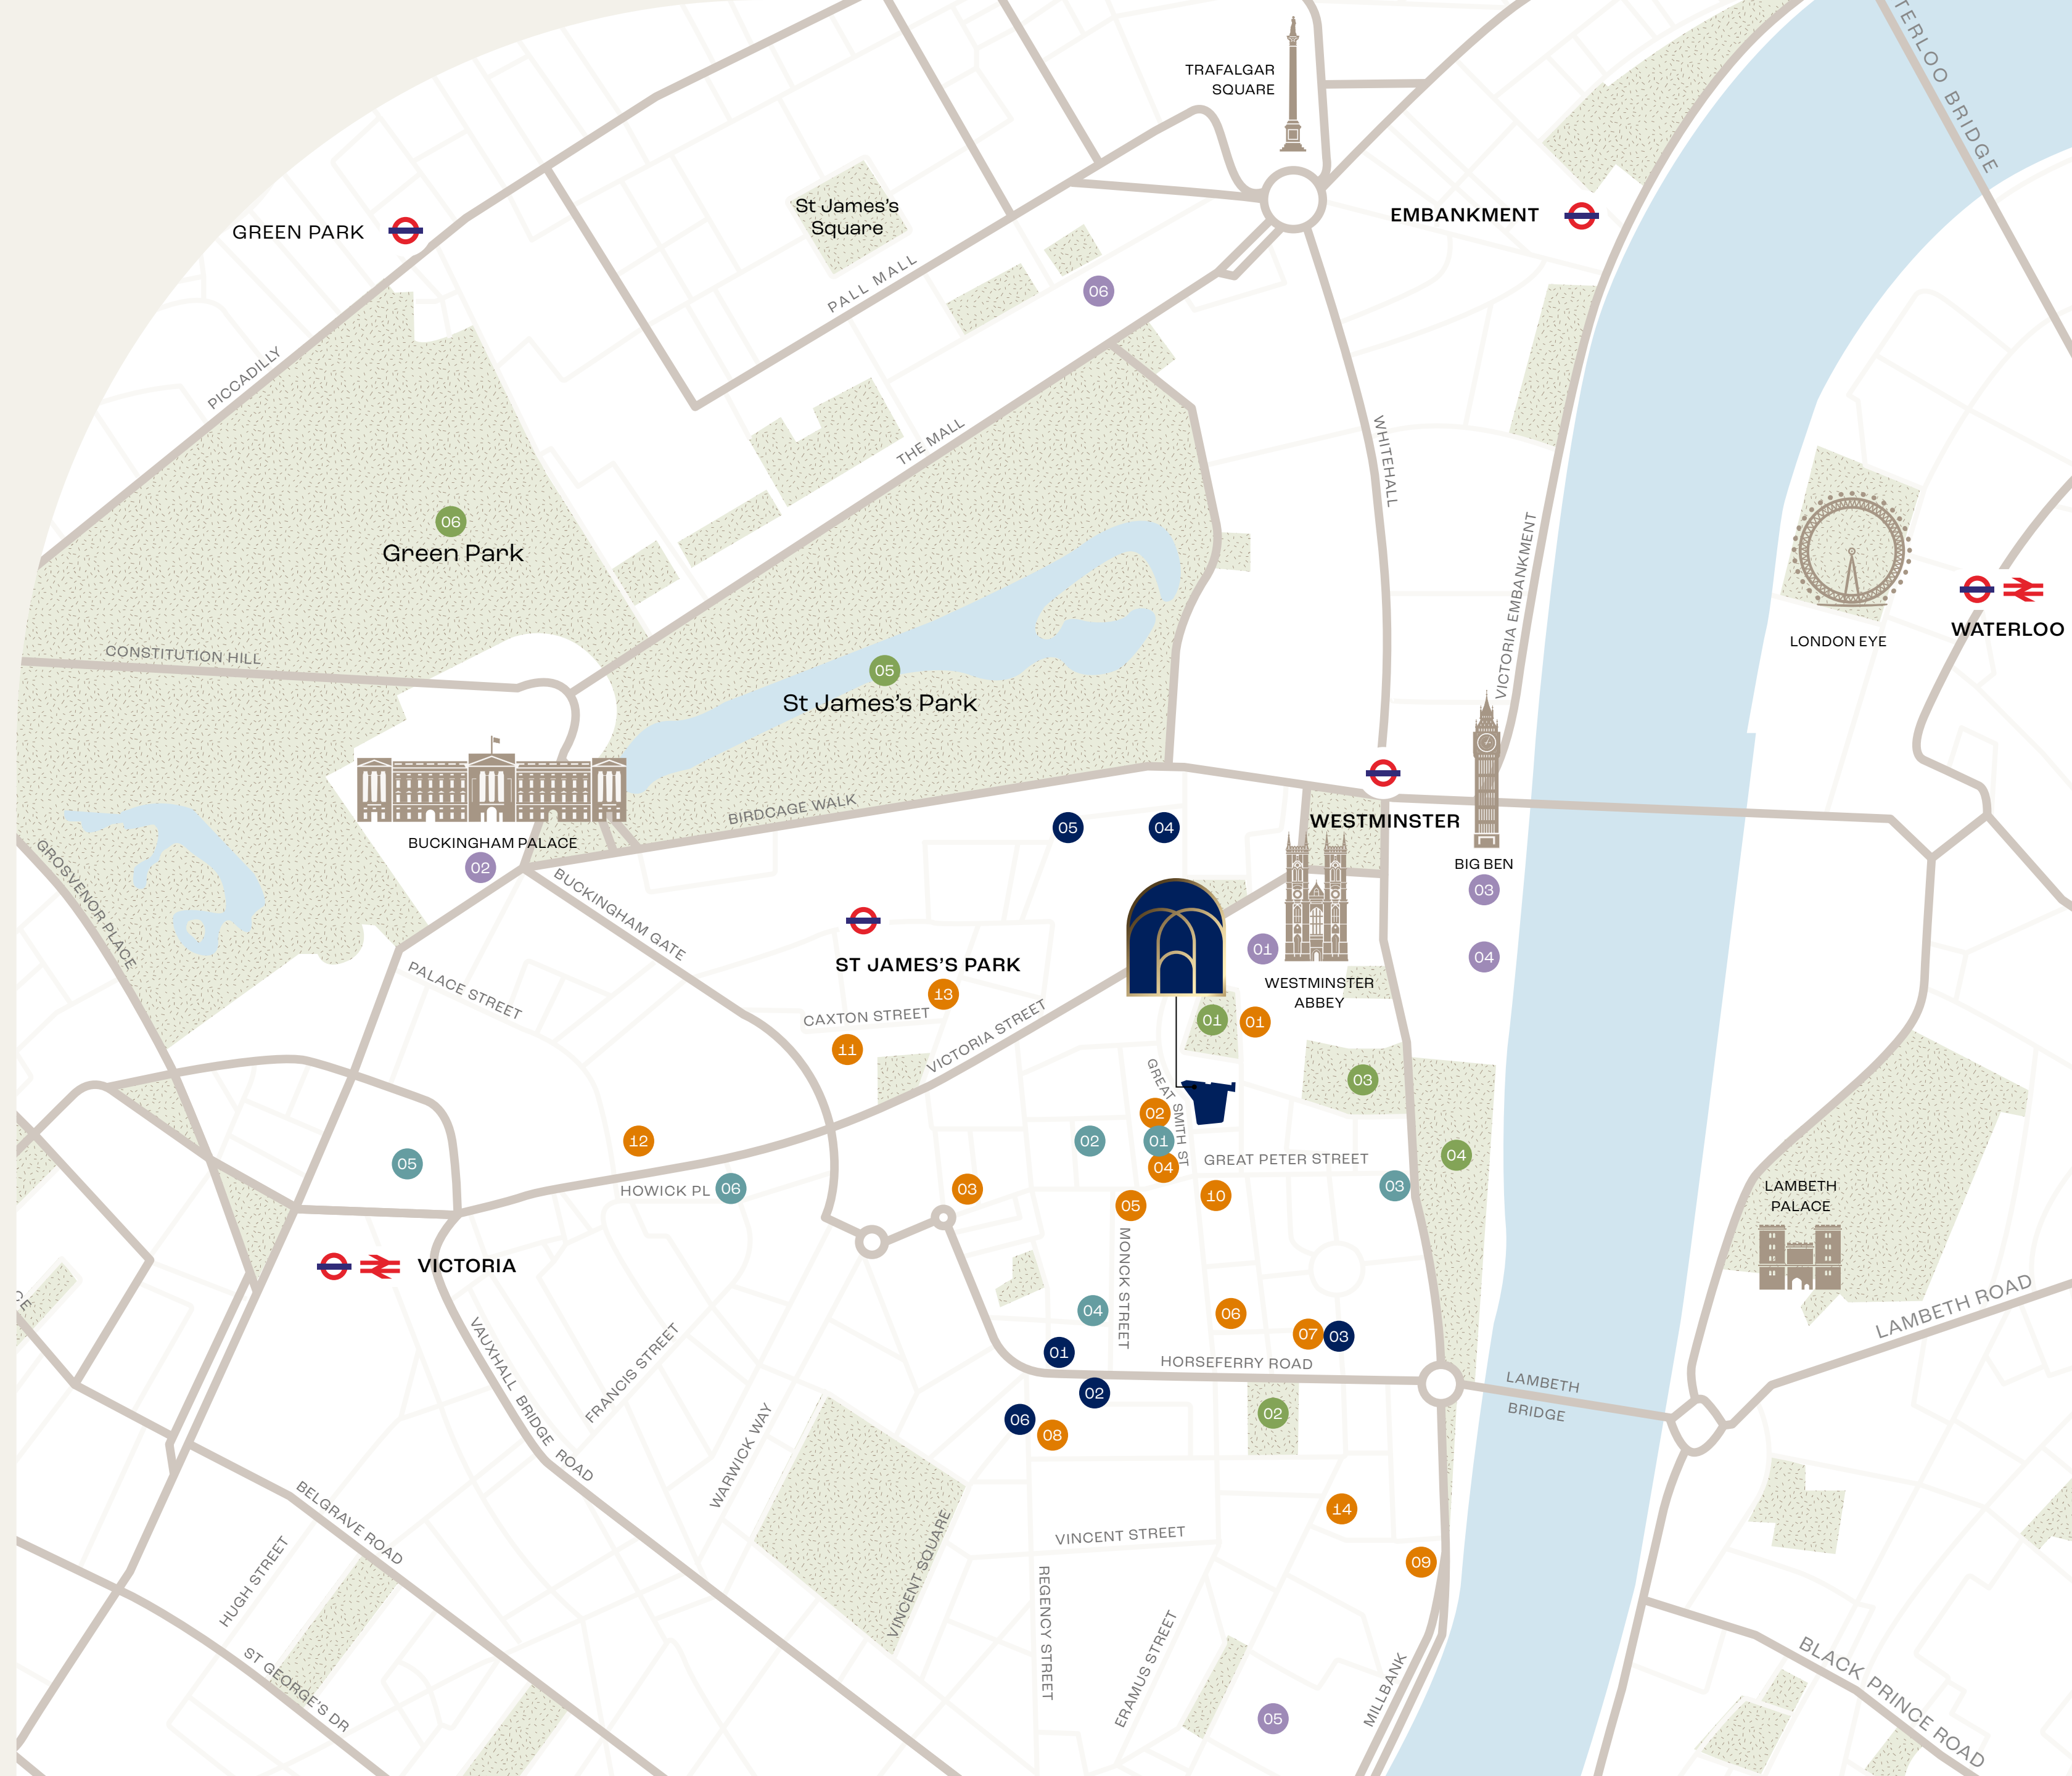 TERLOO BRIDGE
TRAFALGAR
SQUARE
GREEN PARK
St James's
Square
EMBANKMENT
PALL MALL
06
PICCADILLY
THE MALL
WHITEHALL
06
Green Park
VICTORIA EMBANKMENT
LONDON EYE
WATERLOO
CONSTITUTION HILL
05
St James's Park
BIRDCAGE WALK
WESTMINSTER
05
04
BUCKINGHAM PALACE
02
BIG BEN
03
GROSVENOR PLACE
BUCKINGHAM GATE
01
04
ST JAMES'S PARK
PALACE STREET
13
WESTMINSTER
ABBEY
CAXTON STREET
11
VICTORIA STREET
01
01
GREAT SMITH ST
03
02
12
02
01
04
05
04
GREAT PETER STREET
HOWICK PL
06
03
03
10
05
LAMBETH
PALACE
VICTORIA
MONCK STREET
04
06
07
03
LAMBETH ROAD
CE
VAUXHALL BRIDGE ROAD
FRANCIS STREET
01
HORSEFERRY ROAD
02
LAMBETH
BRIDGE
WARWICK WAY
06
08
02
BELGRAVE ROAD
14
VINCENT STREET
VINCENT SQUARE
09
HUGH STREET
REGENCY STREET
ERAMUS STREET
MILLBANK
ST GEORGE'S DR
05
BLACK PRINCE ROAD